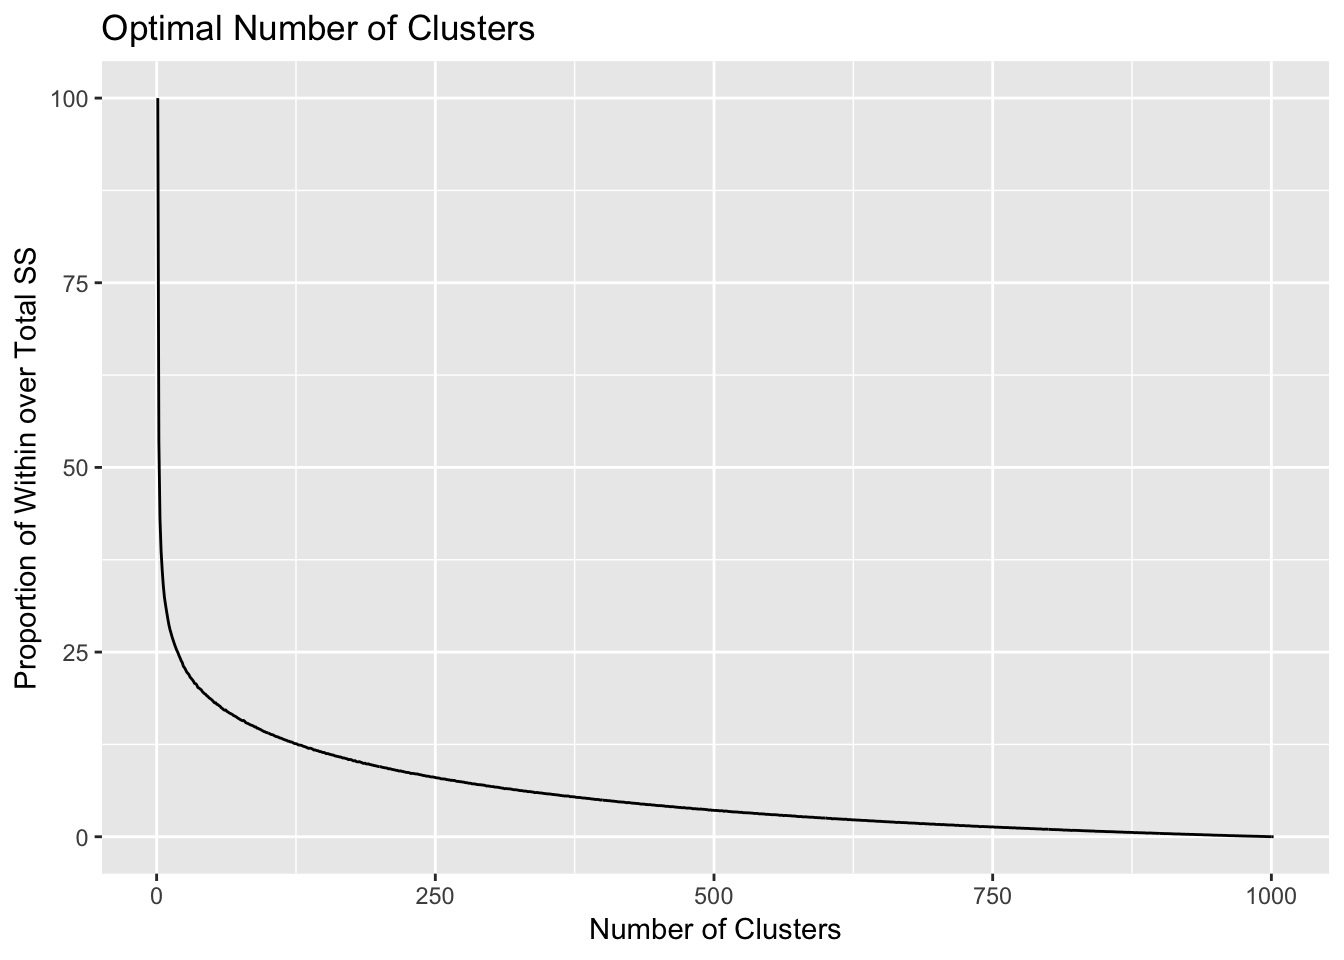 Optimal Number of Clusters
Proportion of Within over Total SS
100
75
50
25
0
0 250 500 750 1000
Number of Clusters